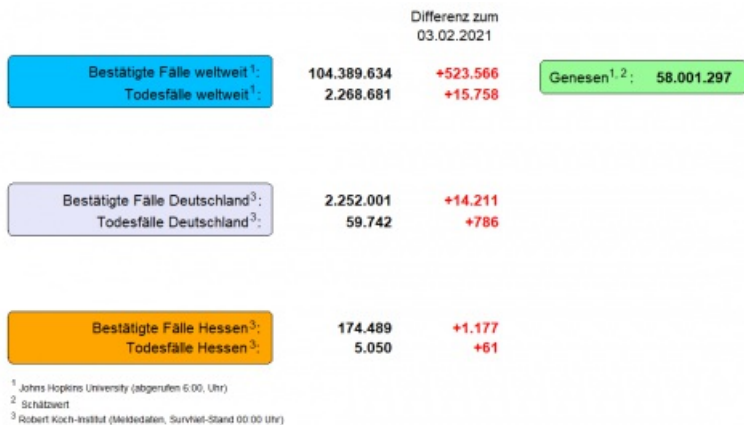 Differenz zum
03.02.2021
Bestätigte Fälle weltweit¹: 104.389.634 +523.566 Genesen¹,²: 58.001.297
Todesfälle weltweit¹: 2.268.681 +15.758
Bestätigte Fälle Deutschland³: 2.252.001 +14.211
Todesfälle Deutschland³: 59.742 +786
Bestätigte Fälle Hessen³: 174.489 +1.177
Todesfälle Hessen³: 5.050 +61
¹ Johns Hopkins University (abgerufen 6:00, Uhr)
² Schätzwert
³ Robert Koch-Institut (Meldedaten, SurvNet-Stand 00:00 Uhr)